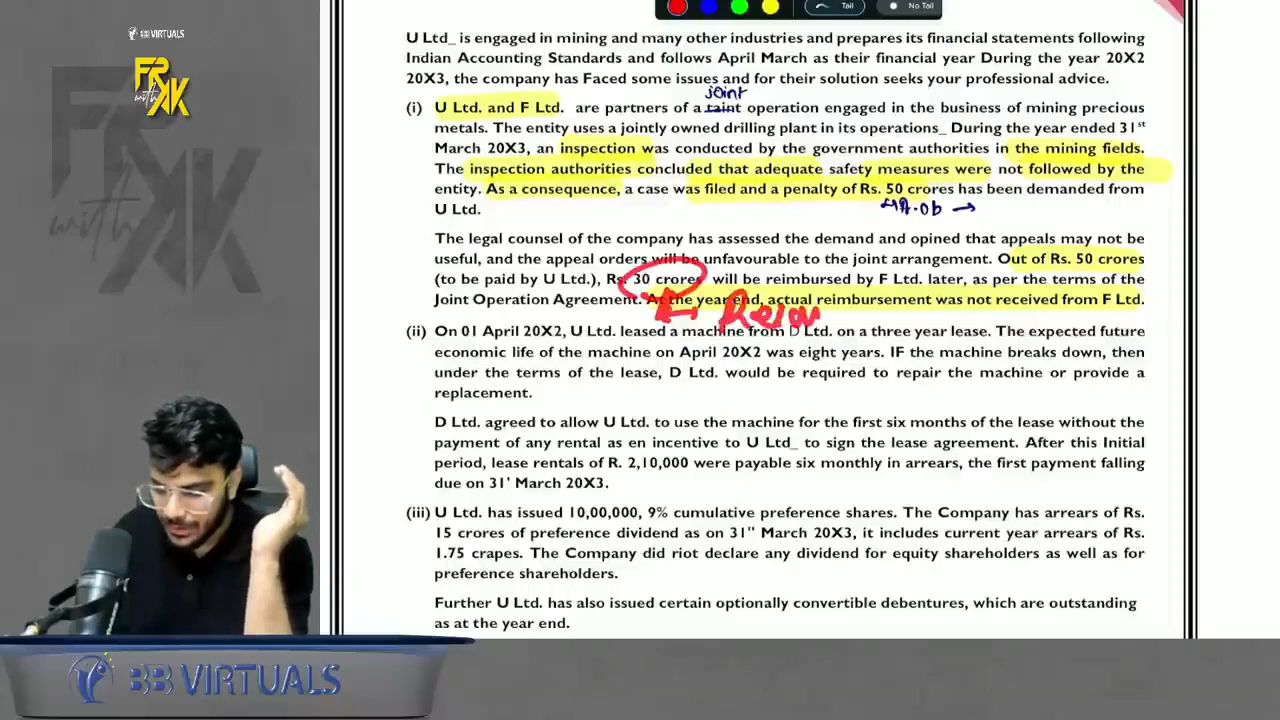 Tail
No Tail
BB VIRTUALS
FR
with
AK
FR
with
AK
U Ltd_ is engaged in mining and many other industries and prepares its financial statements following
Indian Accounting Standards and follows April March as their financial year During the year 20X2
20X3, the company has Faced some issues and for their solution seeks your professional advice.
joint
(i) U Ltd. and F Ltd. are partners of a taint operation engaged in the business of mining precious
metals. The entity uses a jointly owned drilling plant in its operations_ During the year ended 31st
March 20X3, an inspection was conducted by the government authorities in the mining fields.
The inspection authorities concluded that adequate safety measures were not followed by the
entity. As a consequence, a case was filed and a penalty of Rs. 50 crores has been demanded from
U Ltd.
The legal counsel of the company has assessed the demand and opined that appeals may not be
useful, and the appeal orders will be unfavourable to the joint arrangement. Out of Rs. 50 crores
(to be paid by U Ltd.), Rs. 30 crores will be reimbursed by F Ltd. later, as per the terms of the
Joint Operation Agreement. At the year end, actual reimbursement was not received from F Ltd.
(ii) On 01 April 20X2, U Ltd. leased a machine from D Ltd. on a three year lease. The expected future
economic life of the machine on April 20X2 was eight years. IF the machine breaks down, then
under the terms of the lease, D Ltd. would be required to repair the machine or provide a
replacement.
D Ltd. agreed to allow U Ltd. to use the machine for the first six months of the lease without the
payment of any rental as en incentive to U Ltd_ to sign the lease agreement. After this Initial
period, lease rentals of R. 2,10,000 were payable six monthly in arrears, the first payment falling
due on 31' March 20X3.
(iii) U Ltd. has issued 10,00,000, 9% cumulative preference shares. The Company has arrears of Rs.
15 crores of preference dividend as on 31" March 20X3, it includes current year arrears of Rs.
1.75 crapes. The Company did riot declare any dividend for equity shareholders as well as for
preference shareholders.
Further U Ltd. has also issued certain optionally convertible debentures, which are outstanding
as at the year end.
BB VIRTUALS